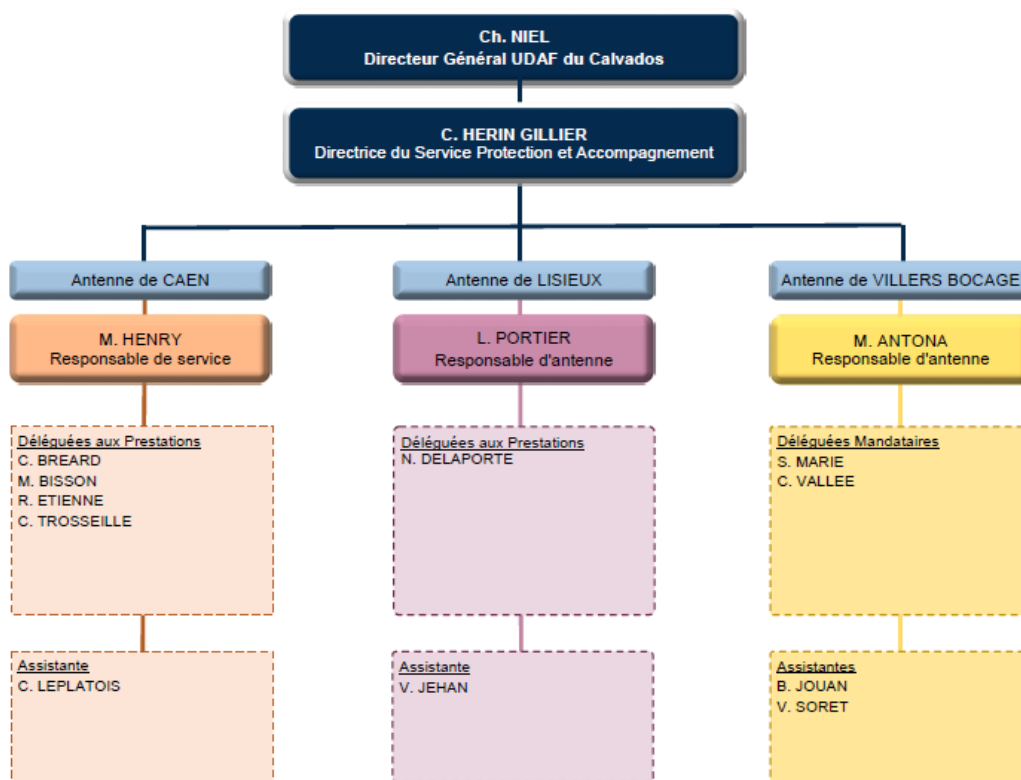 Ch. NIEL
Directeur Général UDAF du Calvados
C. HERIN GILLIER
Directrice du Service Protection et Accompagnement
Antenne de CAEN
M. HENRY
Responsable de service
Déléguées aux Prestations
C. BREARD
M. BISSON
R. ETIENNE
C. TROSSEILLE
Assistante
C. LEPLATOIS
Antenne de LISIEUX
L. PORTIER
Responsable d'antenne
Déléguées aux Prestations
N. DELAPORTE
Assistante
V. JEHAN
Antenne de VILLERS BOCAGE
M. ANTONA
Responsable d'antenne
Déléguées Mandataires
S. MARIE
C. VALLEE
Assistantes
B. JOUAN
V. SORET